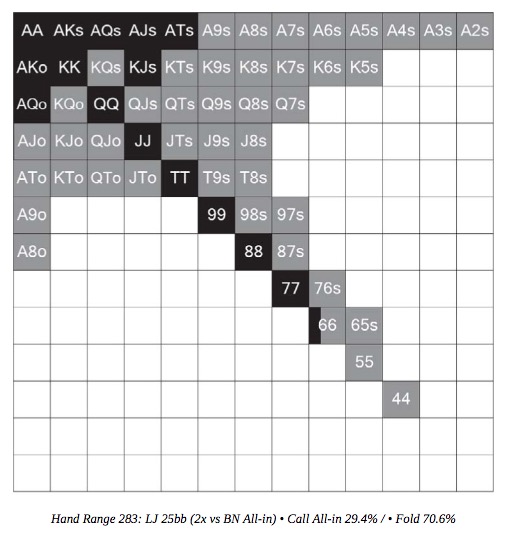 AA AKs AQs AJs ATs A9s A8s A7s A6s A5s A4s A3s A2s
AKo KK KQs KJs KTs K9s K8s K7s K6s K5s
AQo KQo QQ QJs QTs Q9s Q8s Q7s
AJo KJo QJo JJ JTs J9s J8s
ATo KTo QTo JTo TT T9s T8s
A9o 99 98s 97s
A8o 88 87s
77 76s
66 65s
55
44
Hand Range 283: LJ 25bb (2x vs BN All-in) • Call All-in 29.4% / • Fold 70.6%